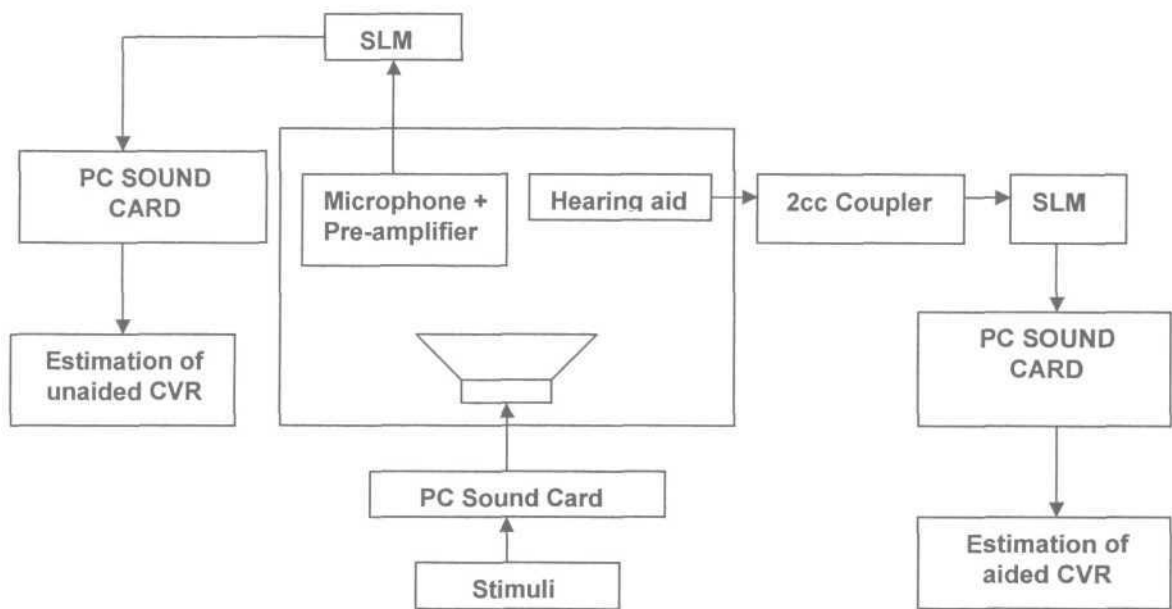 SLM
PC SOUND
CARD
Microphone +
Pre-amplifier
Hearing aid
2cc Coupler
SLM
Estimation of
unaided CVR
PC SOUND
CARD
PC Sound Card
Stimuli
Estimation of
aided CVR